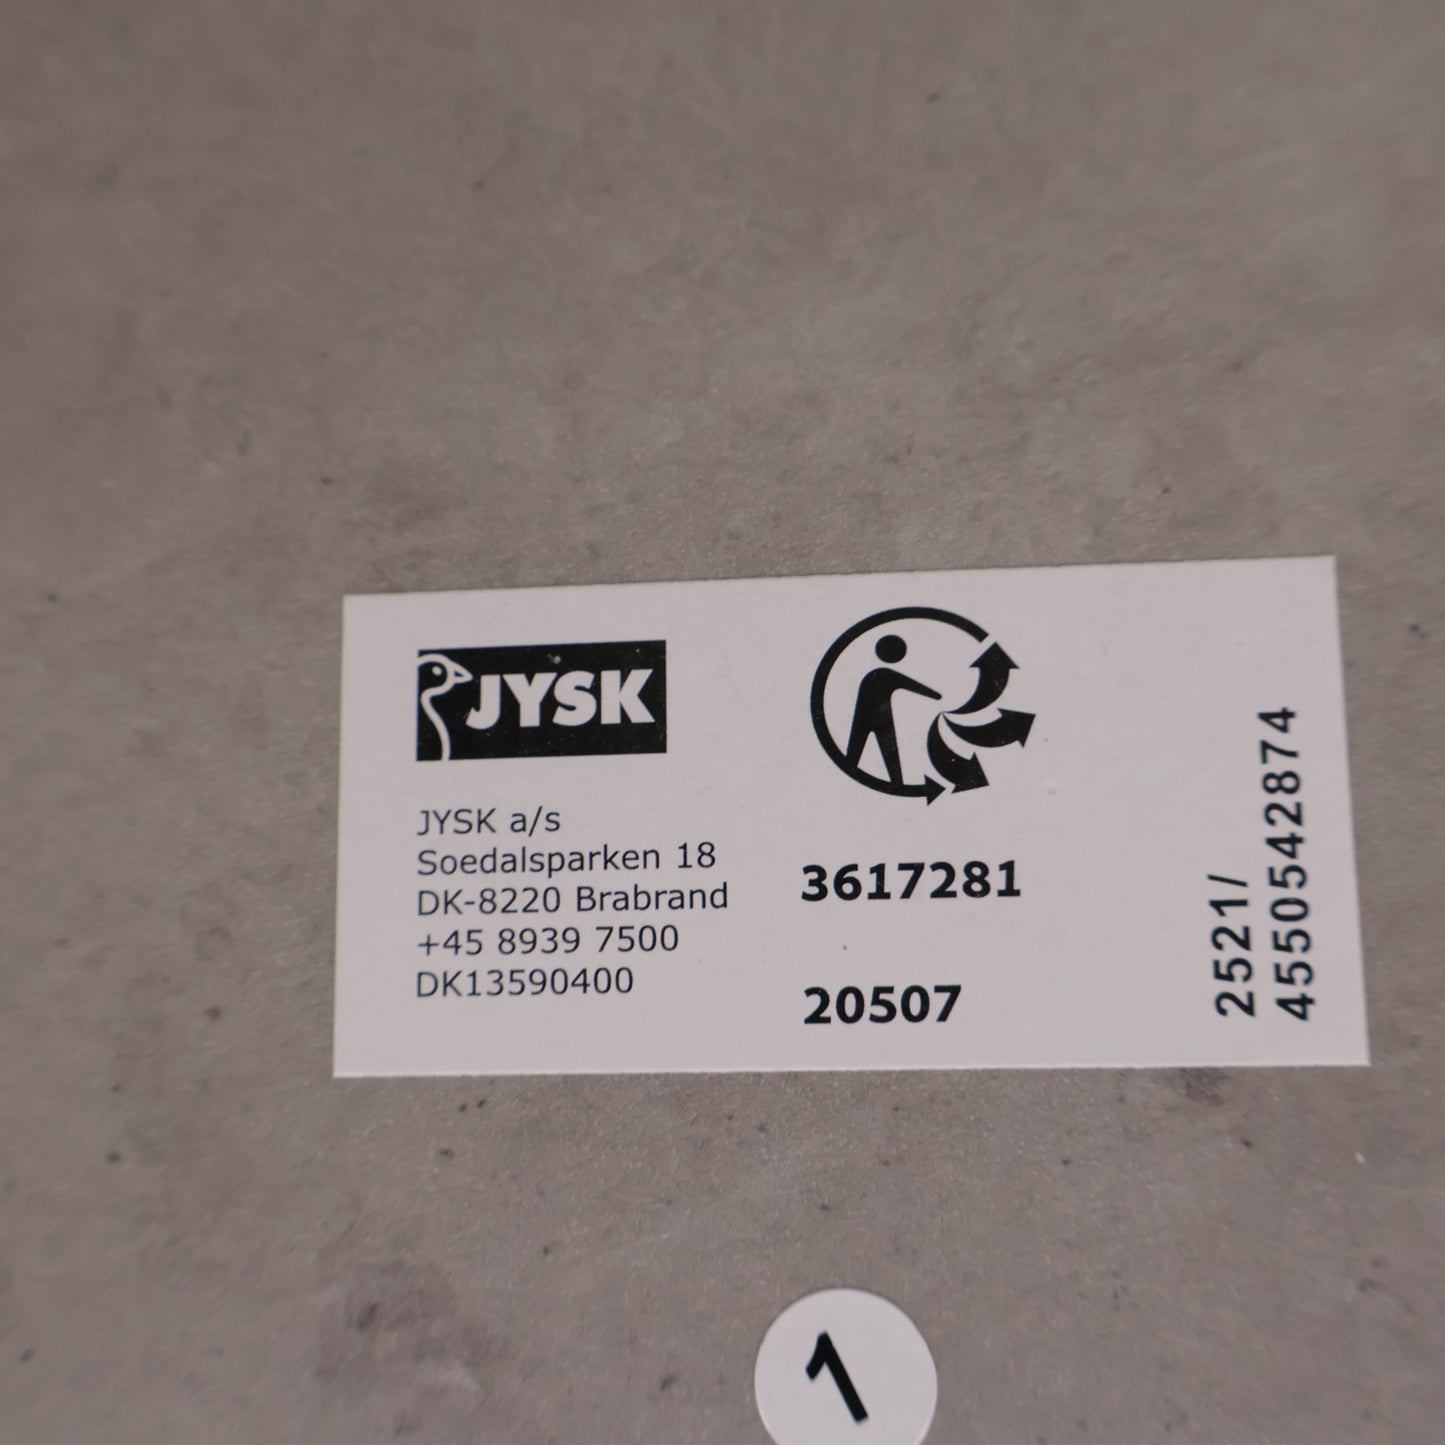 JYSK
JYSK a/s
Soedalsparken 18
DK-8220 Brabrand
+45 8939 7500
DK13590400
3617281
20507
2521/
4550542874
1